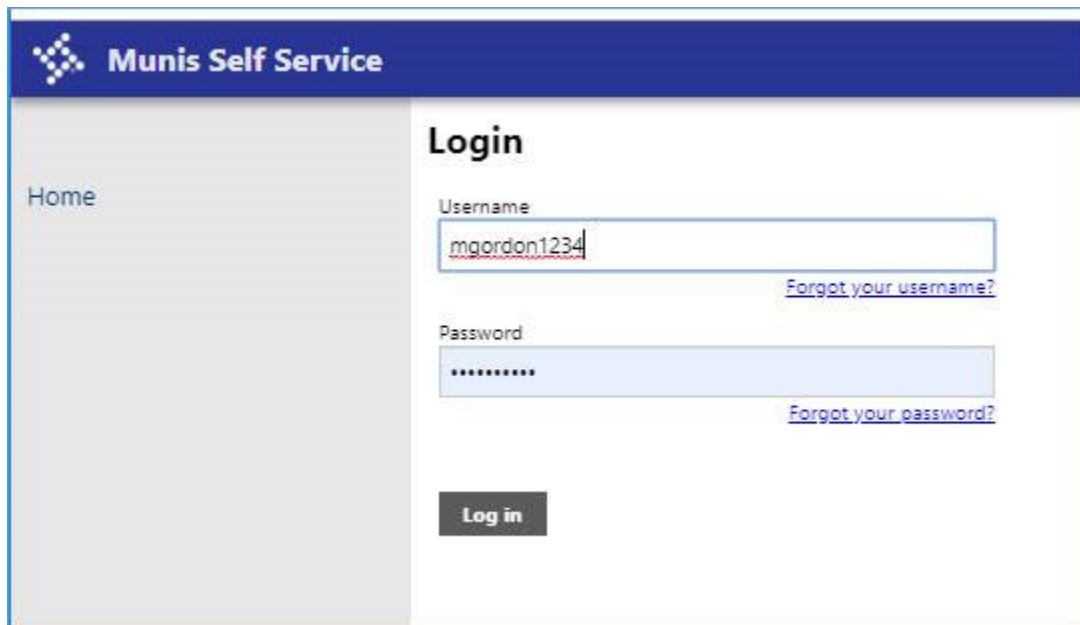 Munis Self Service
Login
Home
Username
mgordon1234
Forgot your username?
Password
••••••••••
Forgot your password?
Log in